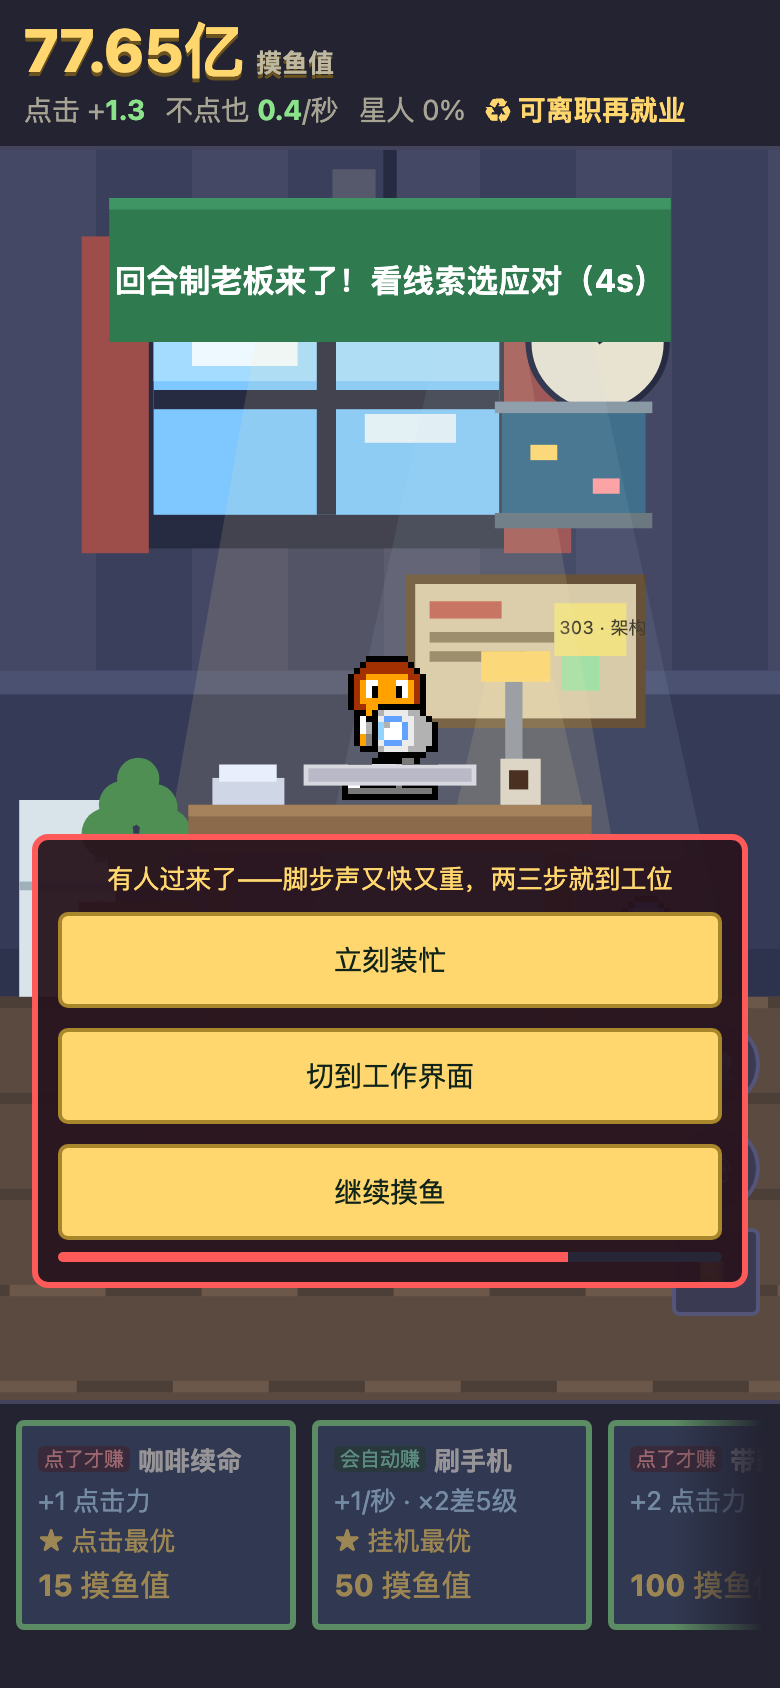 77.65亿 摸鱼值
点击 +1.3 不点也 0.4/秒 星人 0% ♻ 可离职再就业
回合制老板来了！看线索选应对（4s）
303 · 架构
有人过来了——脚步声又快又重，两三步就到工位
立刻装忙
切到工作界面
继续摸鱼
点了才赚 咖啡续命
+1 点击力
★ 点击最优
15 摸鱼值
会自动赚 刷手机
+1/秒 · ×2差5级
★ 挂机最优
50 摸鱼值
点了才赚 带
+2 点击力
100 摸鱼